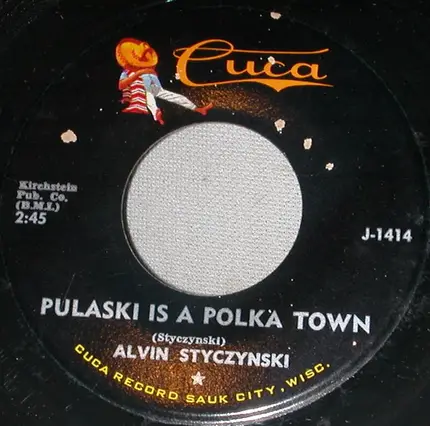 Cuca
Kirchstein
Pub. Co.
(B.M.I.)
2:45
J-1414
PULASKI IS A POLKA TOWN
(Styczynski)
ALVIN STYCZYNSKI
CUCA RECORD SAUK CITY, WISC.